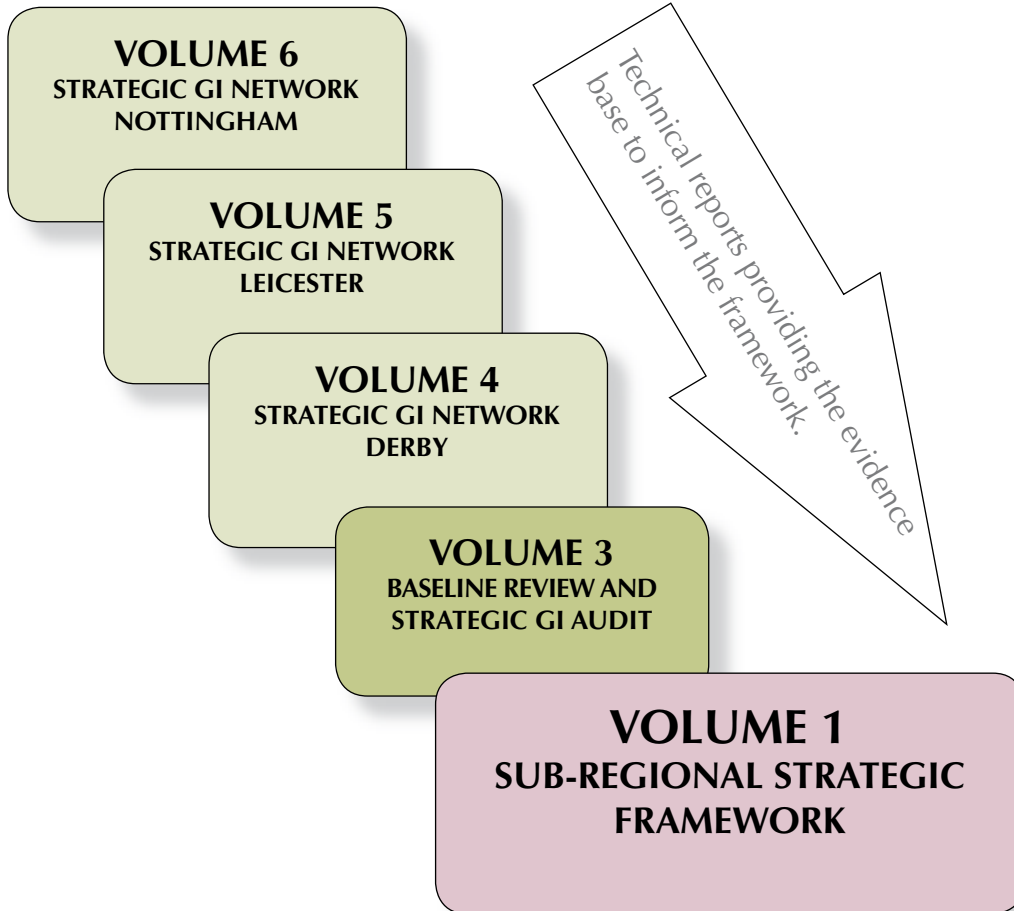 VOLUME 6
STRATEGIC GI NETWORK
NOTTINGHAM
VOLUME 5
STRATEGIC GI NETWORK
LEICESTER
VOLUME 4
STRATEGIC GI NETWORK
DERBY
VOLUME 3
BASELINE REVIEW AND
STRATEGIC GI AUDIT
VOLUME 1
SUB-REGIONAL STRATEGIC
FRAMEWORK
Technical reports providing the evidence
base to inform the framework.